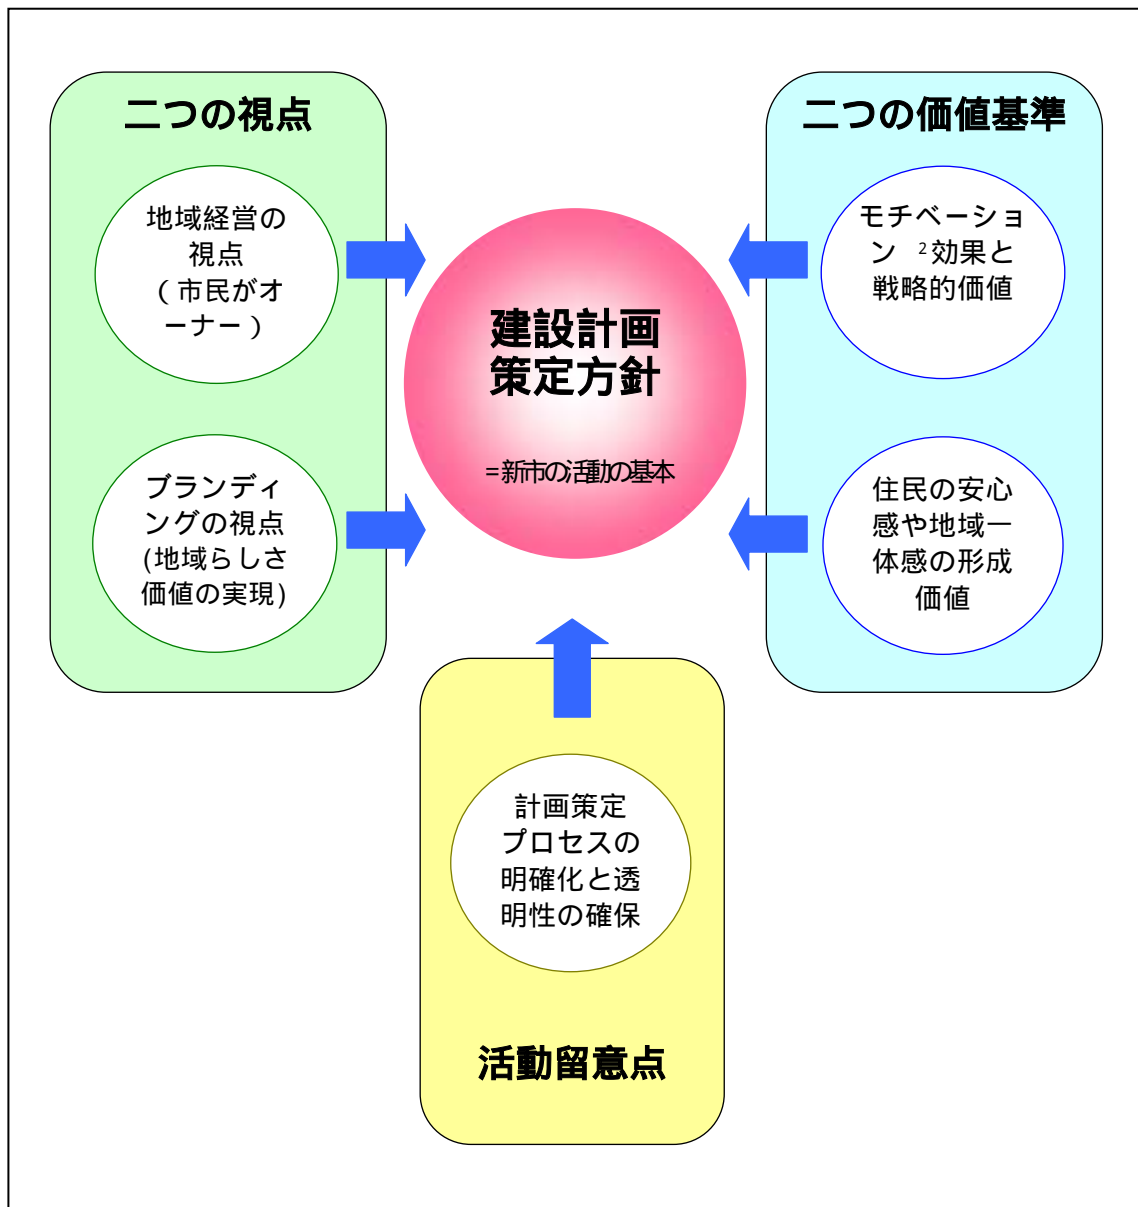 二つの視点
地域経営の
視点
（市民がオ
ーナー）
ブランディ
ングの視点
(地域らしさ
価値の実現)
建設計画
策定方針
=新市の活動の基本
二つの価値基準
モチベーショ
ン ²効果と
戦略的価値
住民の安心
感や地域一
体感の形成
価値
計画策定
プロセスの
明確化と透
明性の確保
活動留意点